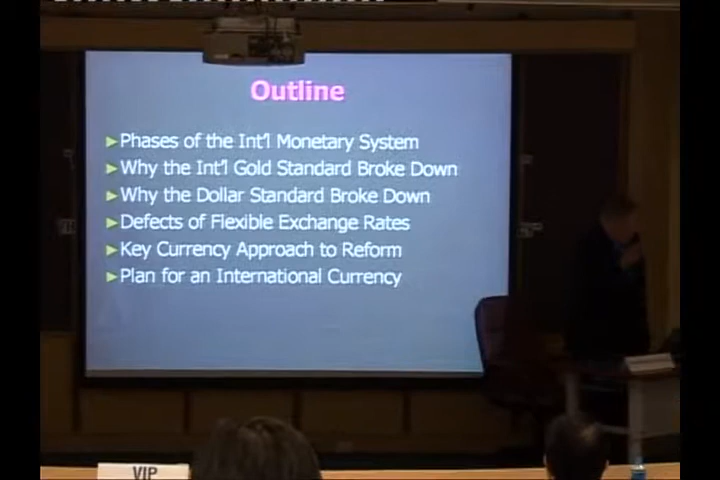 Outline
Phases of the Int'l Monetary System
Why the Int'l Gold Standard Broke Down
Why the Dollar Standard Broke Down
Defects of Flexible Exchange Rates
Key Currency Approach to Reform
Plan for an International Currency
VIP